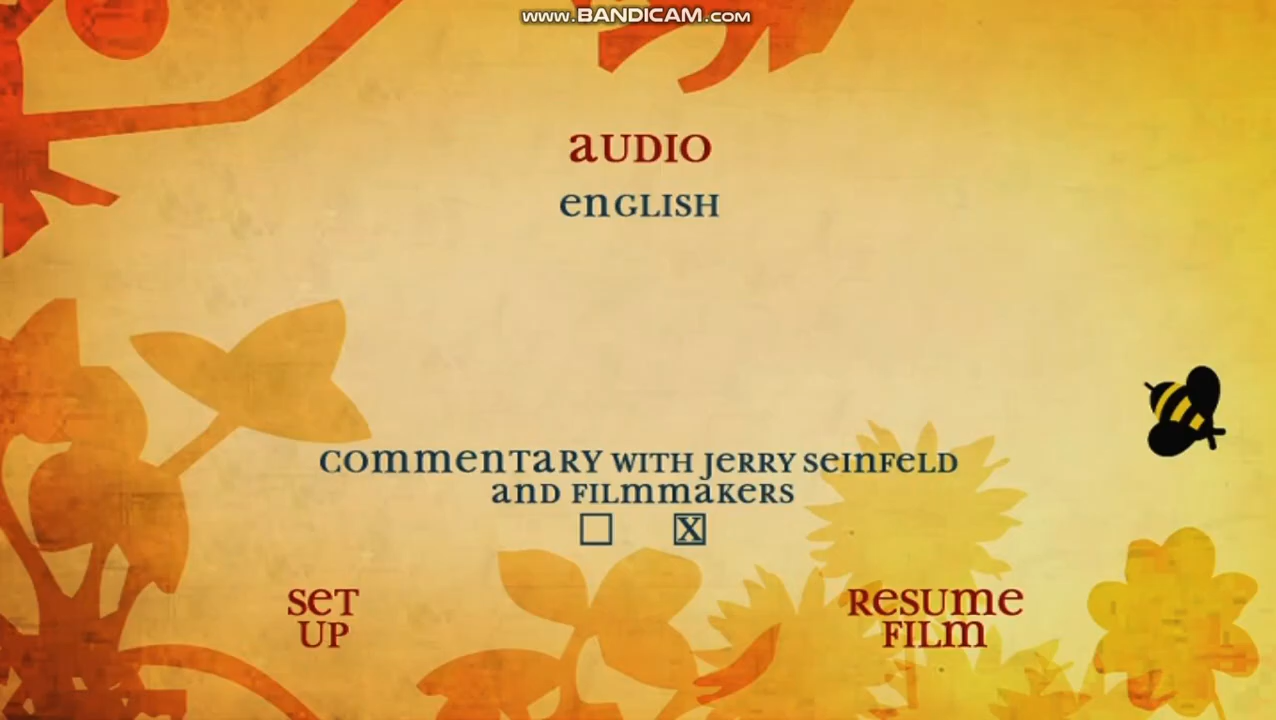 www.BANDICAM.com
aUDIO
enGLISH
commenTaRY WITH JeRRY seInFeLD
anD FILmmaKeRS
X
seT
UP
ResUme
FILm